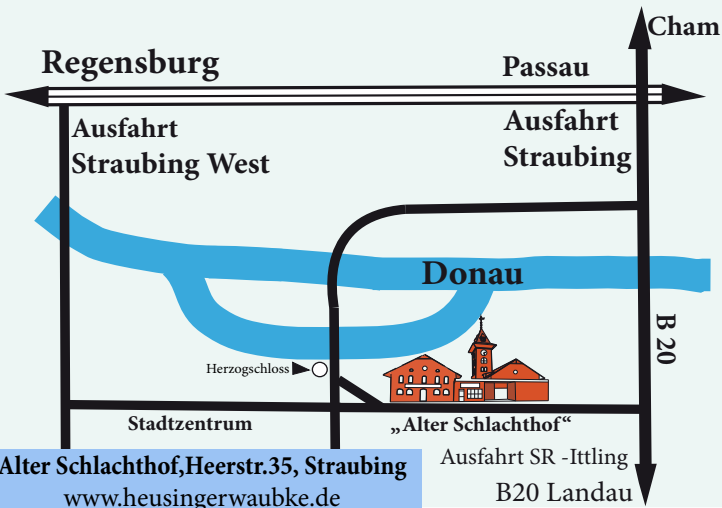 Cham
Regensburg
Passau
Ausfahrt
Straubing West
Ausfahrt
Straubing
Donau
B 20
Herzogschloss
Stadtzentrum
„Alter Schlachthof“
Ausfahrt SR -Ittling
B20 Landau
Alter Schlachthof,Heerstr.35, Straubing
www.heusingerwaubke.de